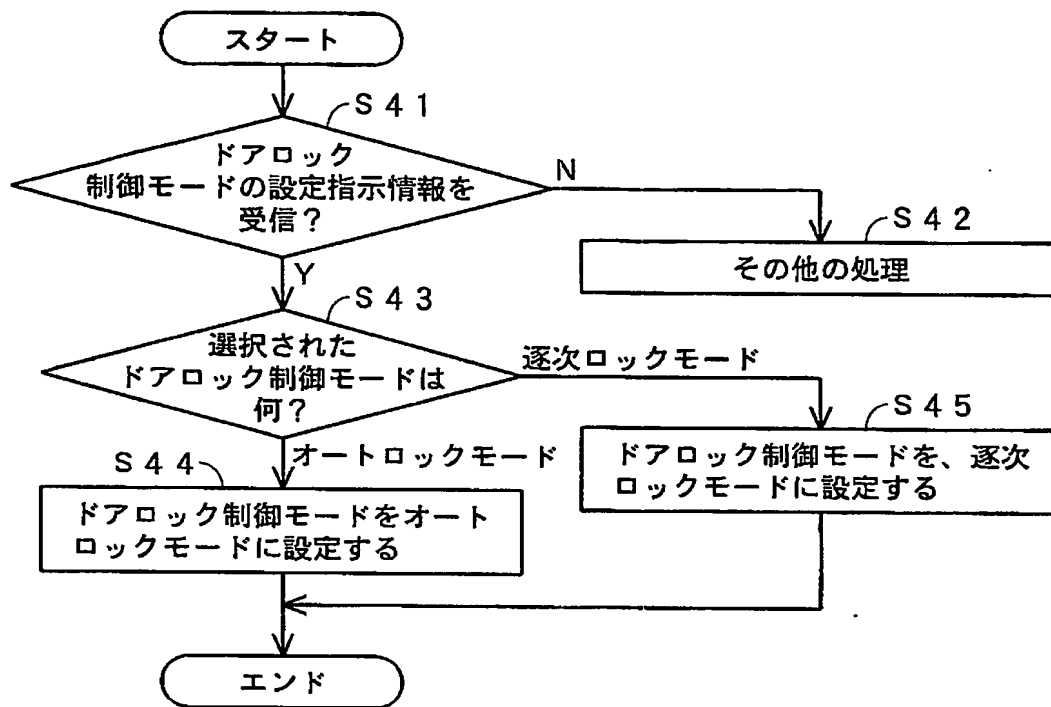 スタート
S41
ドアロック
制御モードの設定指示情報を
受信？
N
S42
その他の処理
Y
S43
選択された
ドアロック制御モードは
何？
逐次ロックモード
S45
ドアロック制御モードを、逐次
ロックモードに設定する
オートロックモード
S44
ドアロック制御モードをオート
ロックモードに設定する
エンド